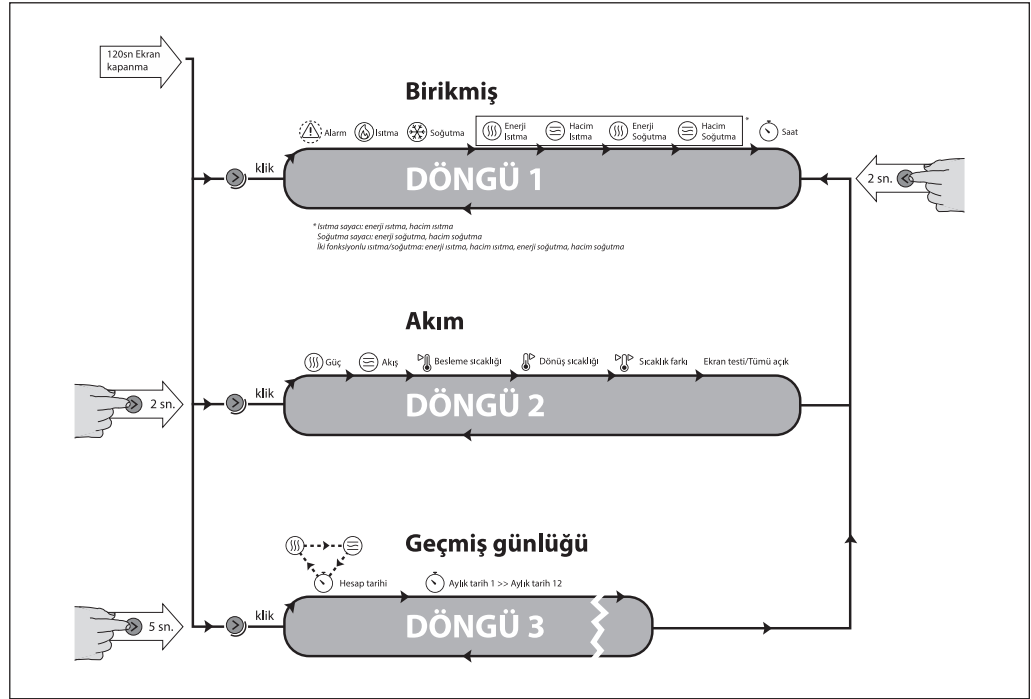 120sn Ekran
kapanma
Birikmiş
Alarm Isıtma Soğutma Enerji Isıtma Hacim Isıtma Enerji Soğutma Hacim Soğutma * Saat
klik
DÖNGÜ 1
2 sn.
* Isıtma sayacı: enerji ısıtma, hacim ısıtma
Soğutma sayacı: enerji soğutma, hacim soğutma
İki fonksiyonlu ısıtma/soğutma: enerji ısıtma, hacim ısıtma, enerji soğutma, hacim soğutma
Akım
Güç Akış Besleme sıcaklığı Dönüş sıcaklığı Sıcaklık farkı Ekran testi/Tümü açık
2 sn.
klik
DÖNGÜ 2
Geçmiş günlüğü
Hesap tarihi Aylık tarih 1 >> Aylık tarih 12
5 sn.
klik
DÖNGÜ 3